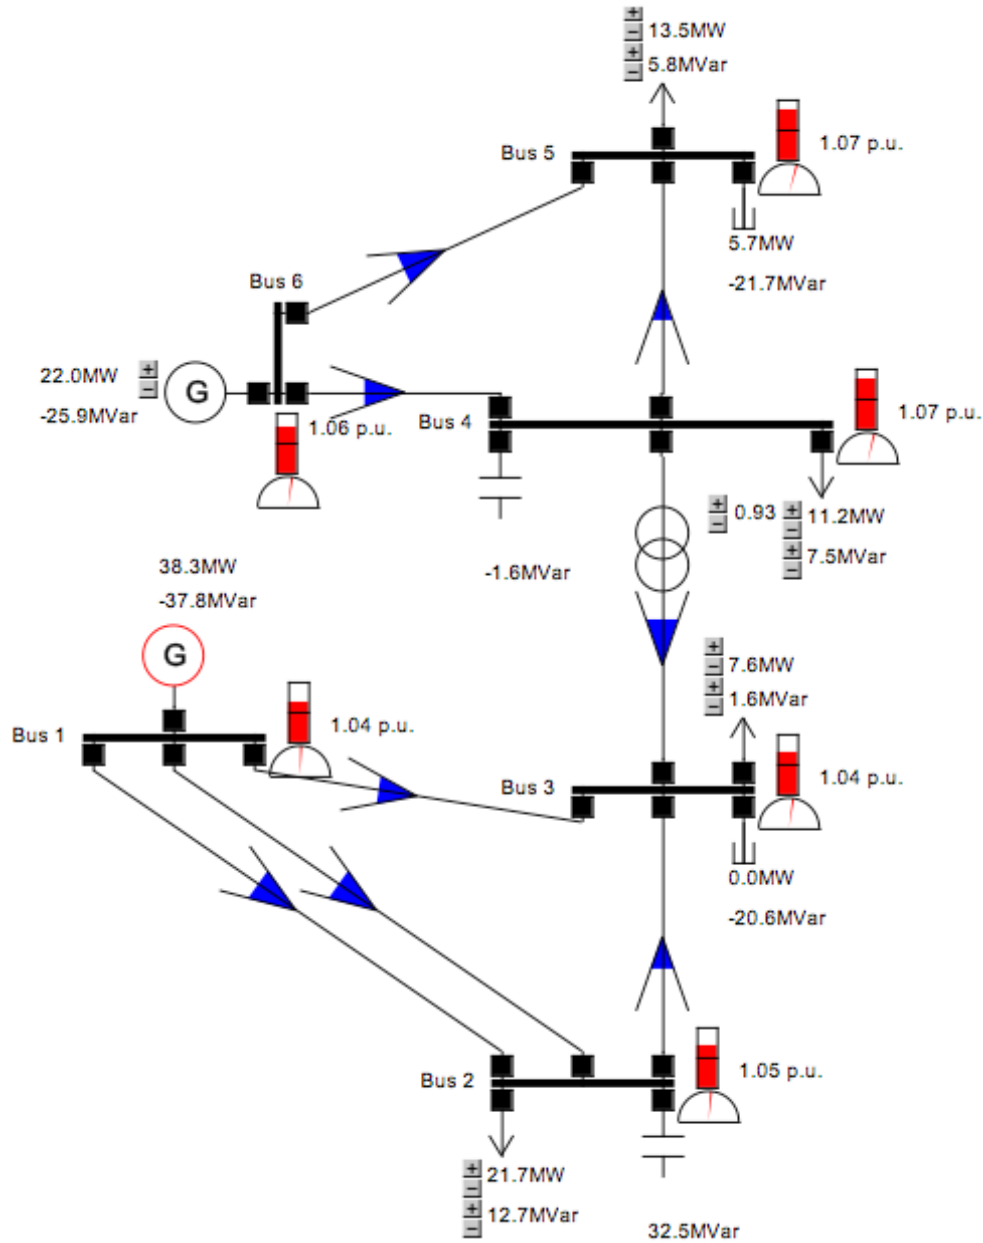 +
−
13.5MW
+
−
5.8MVar
Bus 5
1.07 p.u.
5.7MW
-21.7MVar
Bus 6
22.0MW
+
−
G
-25.9MVar
1.06 p.u.
Bus 4
1.07 p.u.
+
−
0.93
+
−
11.2MW
+
−
7.5MVar
-1.6MVar
38.3MW
-37.8MVar
G
+
−
7.6MW
+
−
1.6MVar
Bus 1
1.04 p.u.
Bus 3
1.04 p.u.
0.0MW
-20.6MVar
Bus 2
1.05 p.u.
+
−
21.7MW
+
−
12.7MVar
32.5MVar